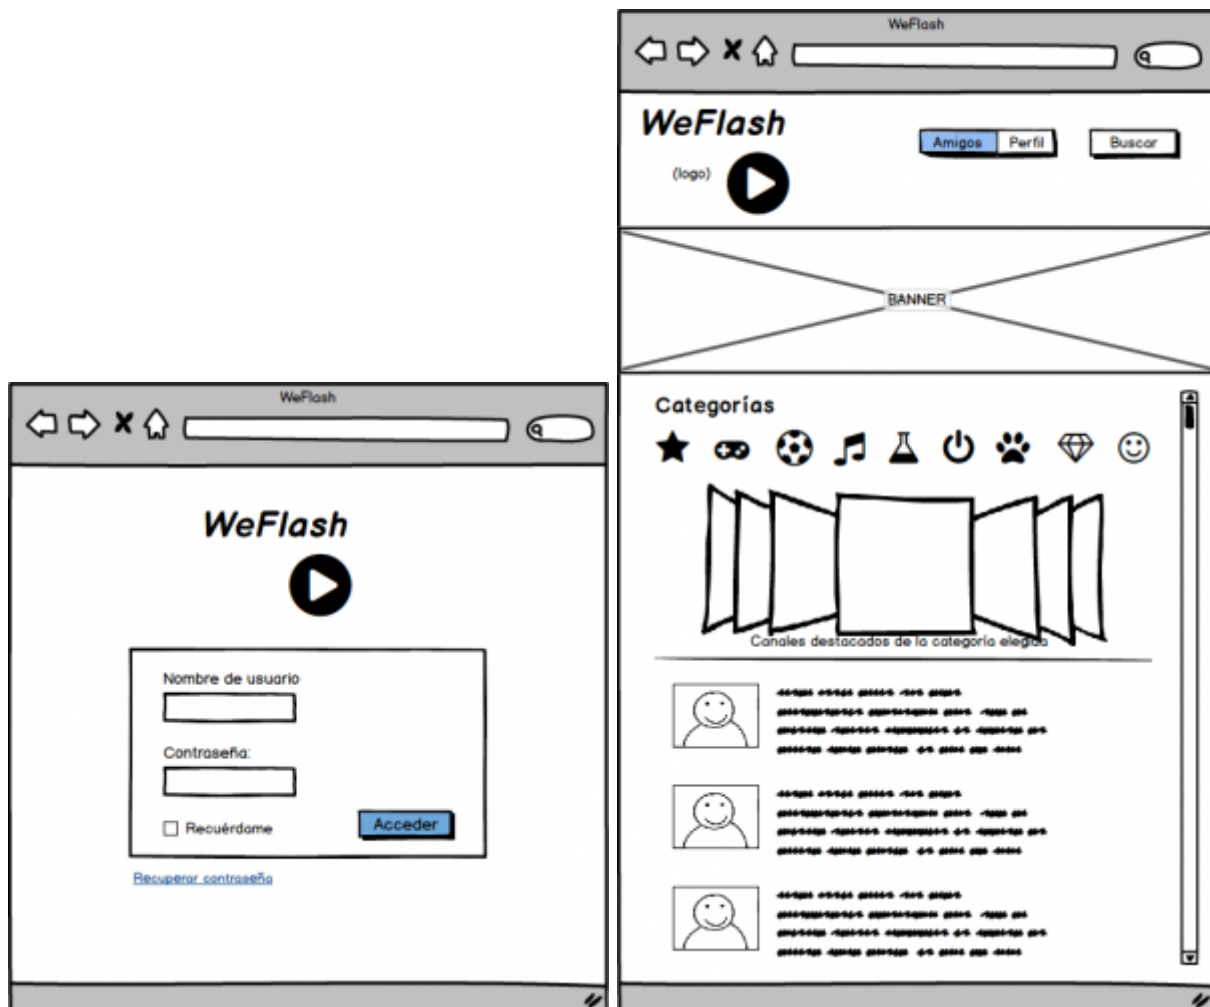 WeFlash
WeFlash
Nombre de usuario
Contraseña:
Recuérdame
Acceder
Recuperar contraseña
WeFlash
WeFlash
Amigos
Perfil
Buscar
(logo)
BANNER
Categorías
Canales destacados de la categoría elegida